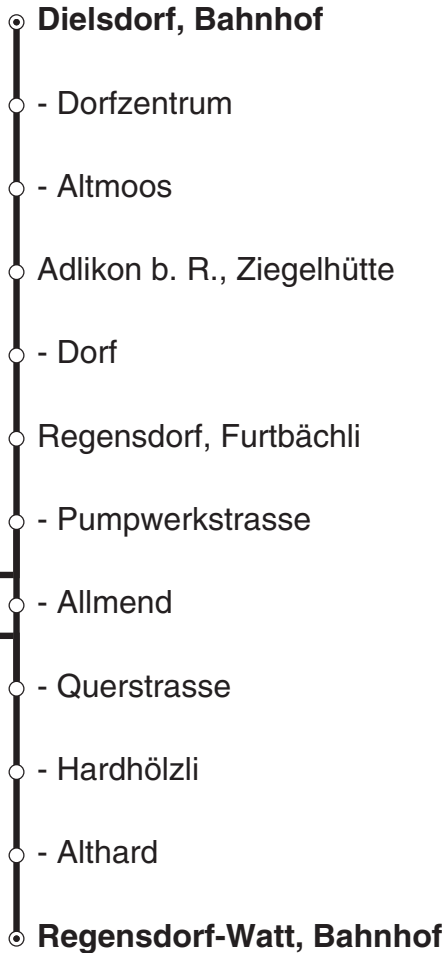 Dielsdorf, Bahnhof
- Dorfzentrum
- Altmoos
Adlikon b. R., Ziegelhütte
- Dorf
Regensdorf, Furtbächli
- Pumpwerkstrasse
- Allmend
- Querstrasse
- Hardhölzli
- Althard
Regensdorf-Watt, Bahnhof